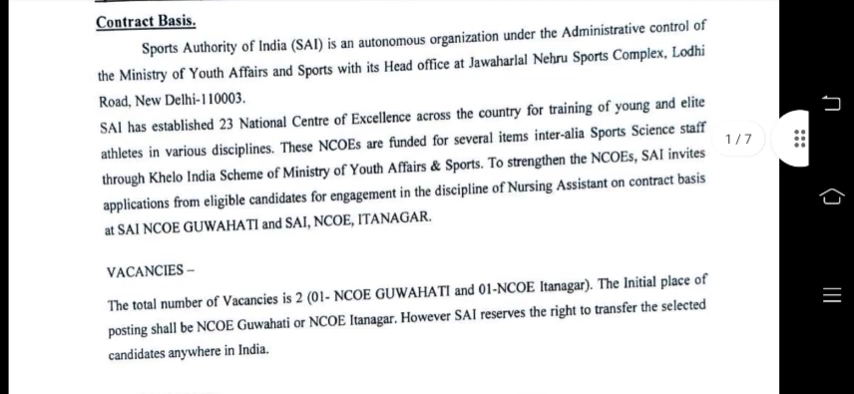 Contract Basis.
Sports Authority of India (SAI) is an autonomous organization under the Administrative control of
the Ministry of Youth Affairs and Sports with its Head office at Jawaharlal Nehru Sports Complex, Lodhi
Road, New Delhi-110003.
SAI has established 23 National Centre of Excellence across the country for training of young and elite
athletes in various disciplines. These NCOEs are funded for several items inter-alia Sports Science staff
through Khelo India Scheme of Ministry of Youth Affairs & Sports. To strengthen the NCOEs, SAI invites
applications from eligible candidates for engagement in the discipline of Nursing Assistant on contract basis
at SAI NCOE GUWAHATI and SAI, NCOE, ITANAGAR.
VACANCIES –
The total number of Vacancies is 2 (01- NCOE GUWAHATI and 01-NCOE Itanagar). The Initial place of
posting shall be NCOE Guwahati or NCOE Itanagar. However SAI reserves the right to transfer the selected
candidates anywhere in India.
1 / 7